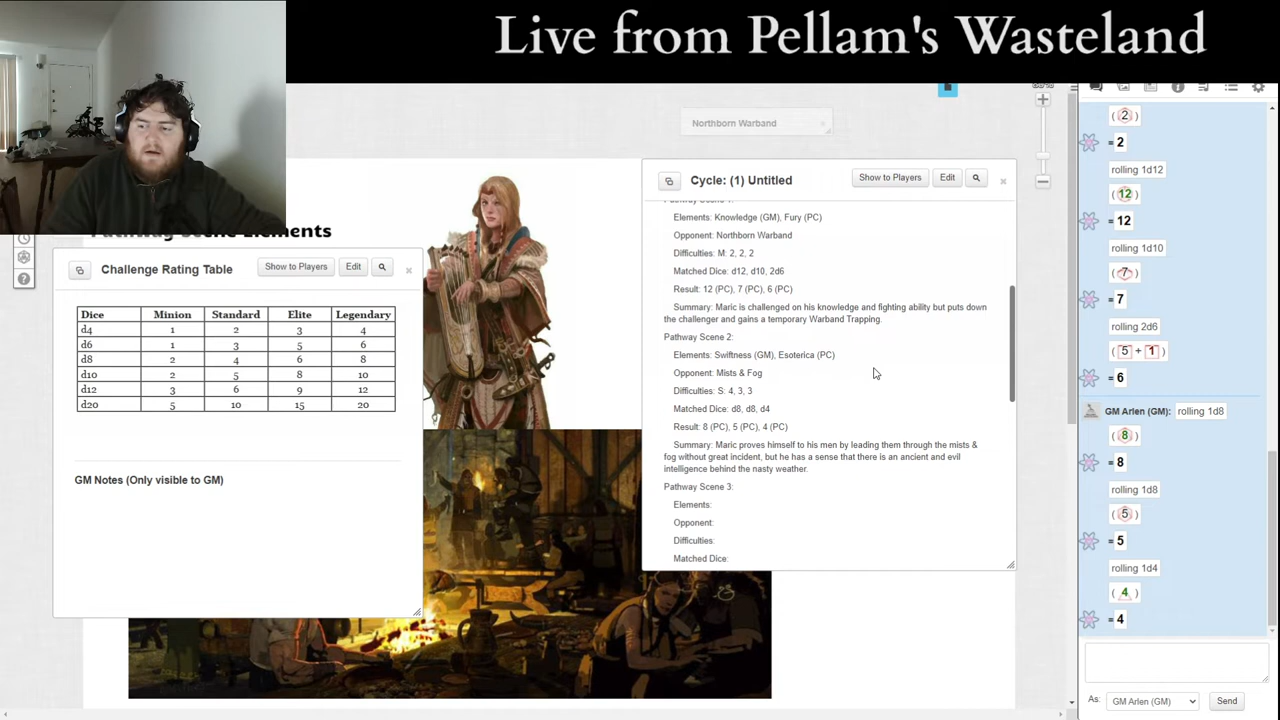 Live from Pellam's Wasteland
Northborn Warband
Scene Elements
Challenge Rating Table
Show to Players
Edit
Dice Minion Standard Elite Legendary
d4 1 2 3 4
d6 1 3 5 6
d8 2 4 6 8
d10 2 5 8 10
d12 3 6 9 12
d20 5 10 15 20
GM Notes (Only visible to GM)
Cycle: (1) Untitled
Show to Players
Edit
Elements: Knowledge (GM), Fury (PC)
Opponent: Northborn Warband
Difficulties: M: 2, 2, 2
Matched Dice: d12, d10, 2d6
Result: 12 (PC), 7 (PC), 6 (PC)
Summary: Maric is challenged on his knowledge and fighting ability but puts down
the challenger and gains a temporary Warband Trapping.
Pathway Scene 2:
Elements: Swiftness (GM), Esoterica (PC)
Opponent: Mists & Fog
Difficulties: S: 4, 3, 3
Matched Dice: d8, d8, d4
Result: 8 (PC), 5 (PC), 4 (PC)
Summary: Maric proves himself to his men by leading them through the mists &
fog without great incident, but he has a sense that there is an ancient and evil
intelligence behind the nasty weather.
Pathway Scene 3:
Elements:
Opponent:
Difficulties:
Matched Dice:
(2)
= 2
rolling 1d12
(12)
= 12
rolling 1d10
(7)
= 7
rolling 2d6
(5 + 1)
= 6
GM Arlen (GM): rolling 1d8
(8)
= 8
rolling 1d8
(5)
= 5
rolling 1d4
(4)
= 4
As: GM Arlen (GM) Send